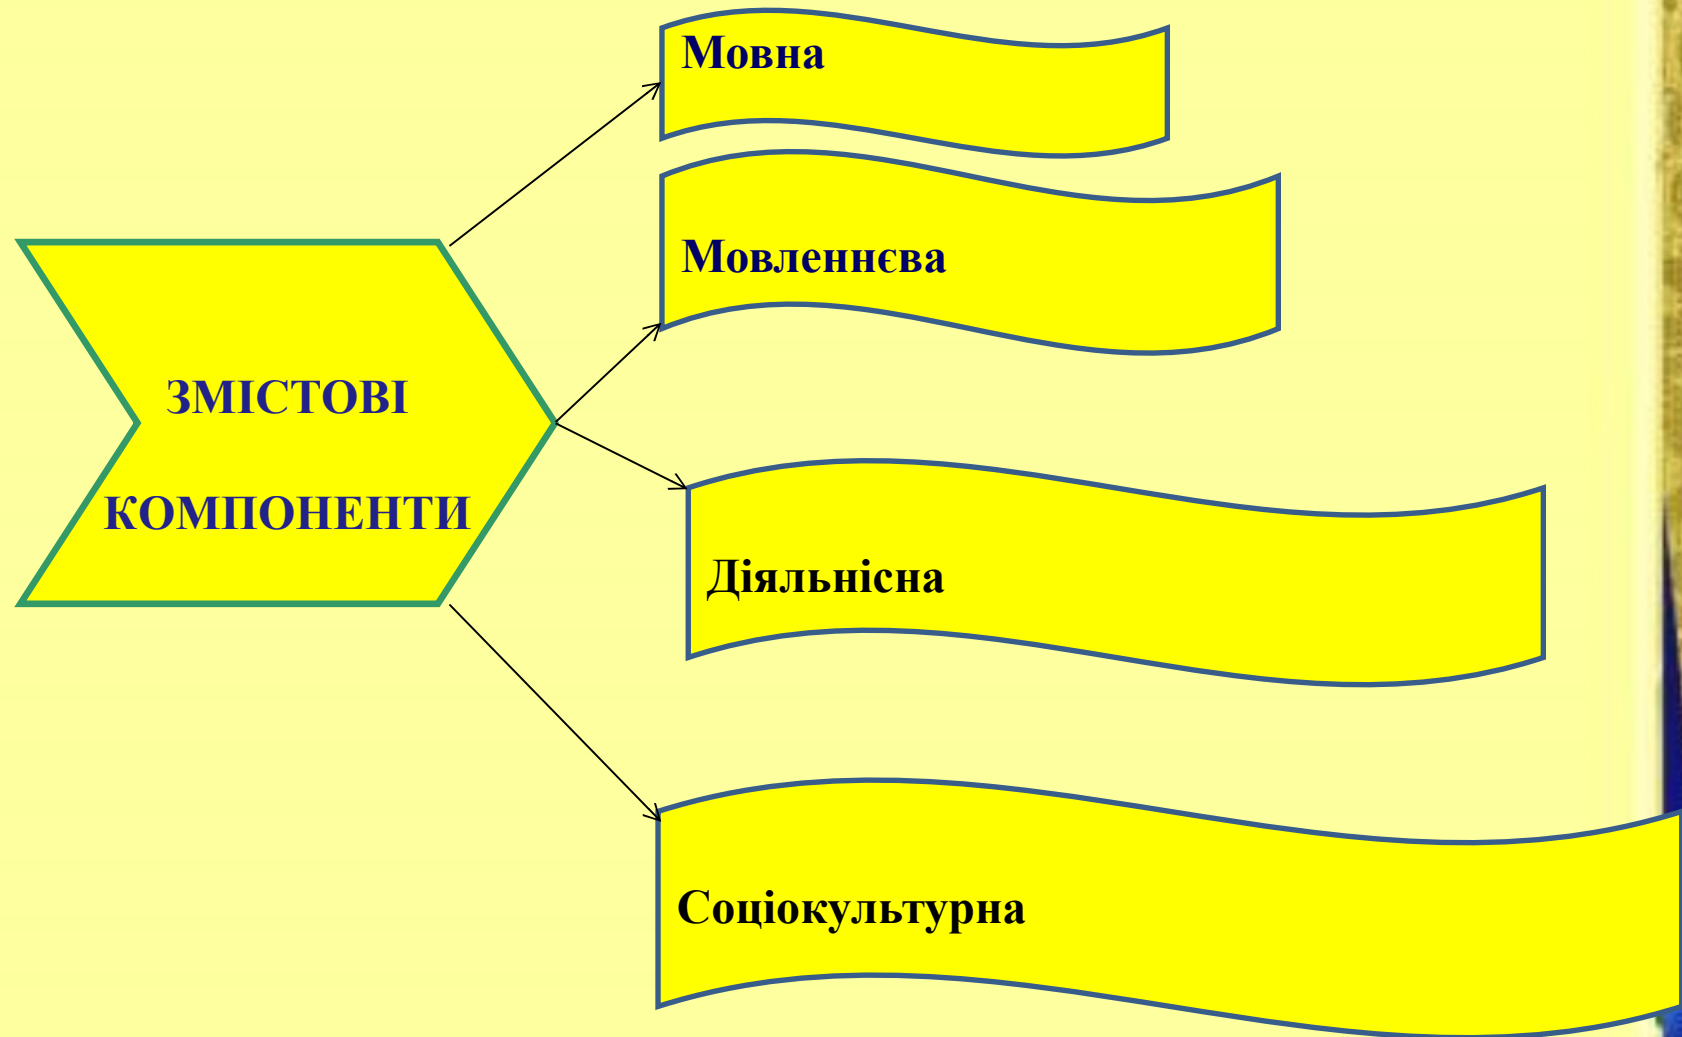 Мовна
Мовленнєва
ЗМІСТОВІ
КОМПОНЕНТИ
Діяльнісна
Соціокультурна